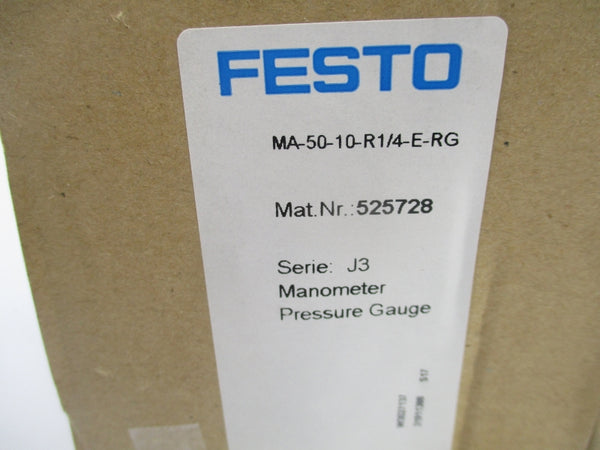 FESTO
MA-50-10-R1/4-E-RG
Mat.Nr.:525728
Serie: J3
Manometer
Pressure Gauge